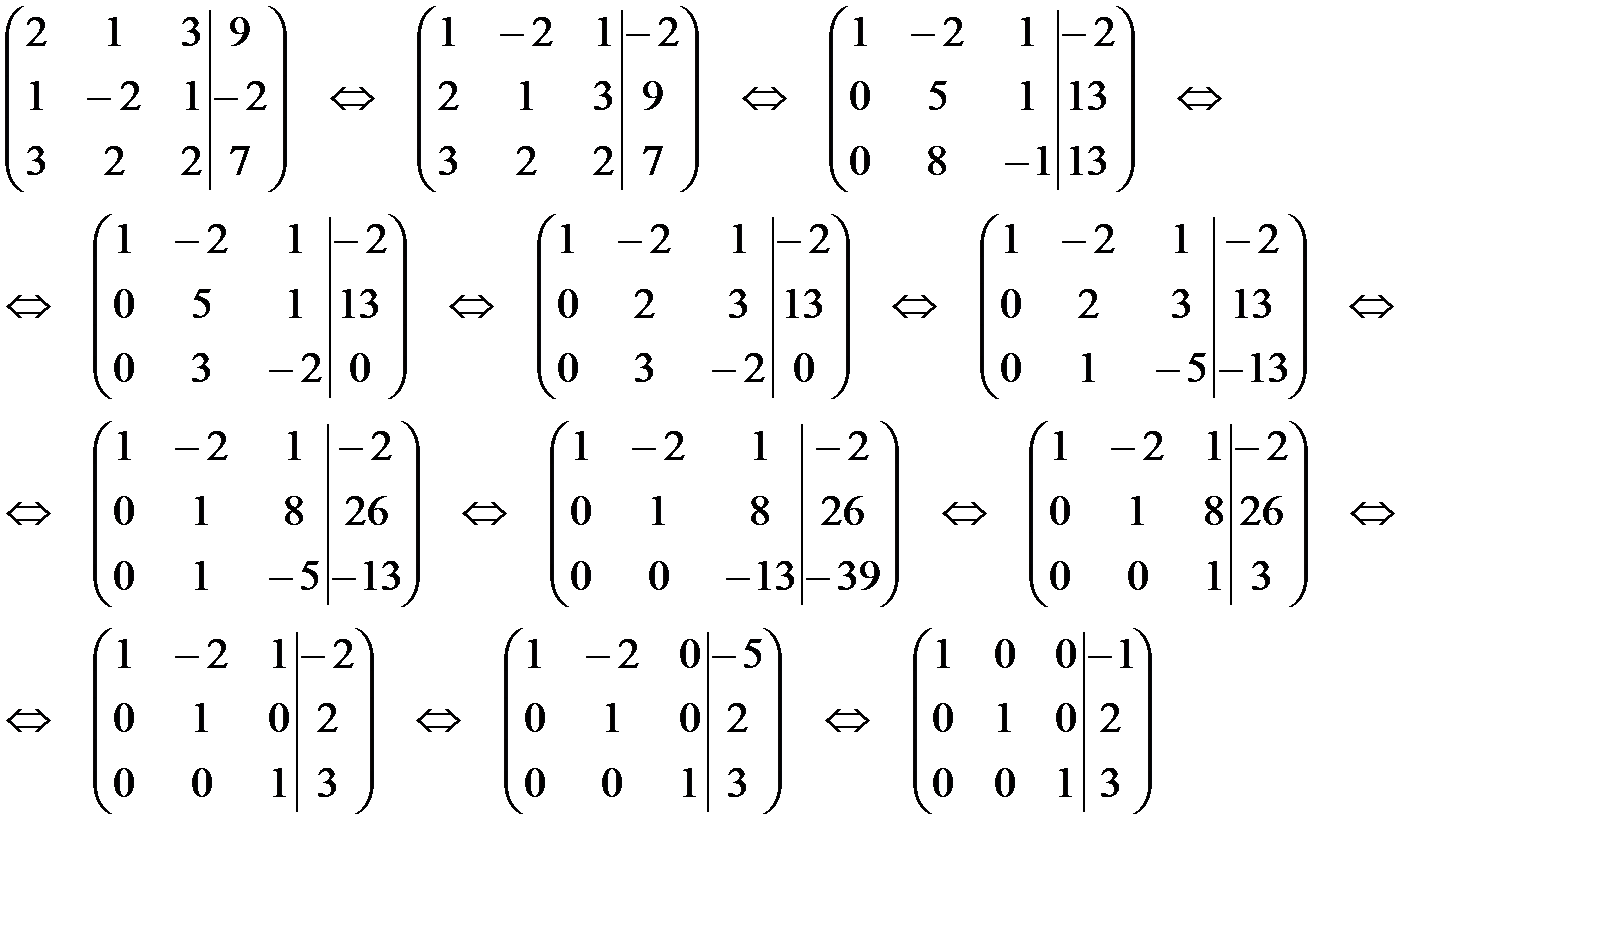 2 1 3 9 1 −2 1 −2 1 −2 1 −2
1 −2 1 −2 ⇔ 2 1 3 9 ⇔ 0 5 1 13 ⇔
3 2 2 7 3 2 2 7 0 8 −1 13
1 −2 1 −2 1 −2 1 −2 1 −2 1 −2
⇔ 0 5 1 13 ⇔ 0 2 3 13 ⇔ 0 2 3 13 ⇔
0 3 −2 0 0 3 −2 0 0 1 −5 −13
1 −2 1 −2 1 −2 1 −2 1 −2 1 −2
⇔ 0 1 8 26 ⇔ 0 1 8 26 ⇔ 0 1 8 26 ⇔
0 1 −5 −13 0 0 −13 −39 0 0 1 3
1 −2 1 −2 1 −2 0 −5 1 0 0 −1
⇔ 0 1 0 2 ⇔ 0 1 0 2 ⇔ 0 1 0 2
0 0 1 3 0 0 1 3 0 0 1 3